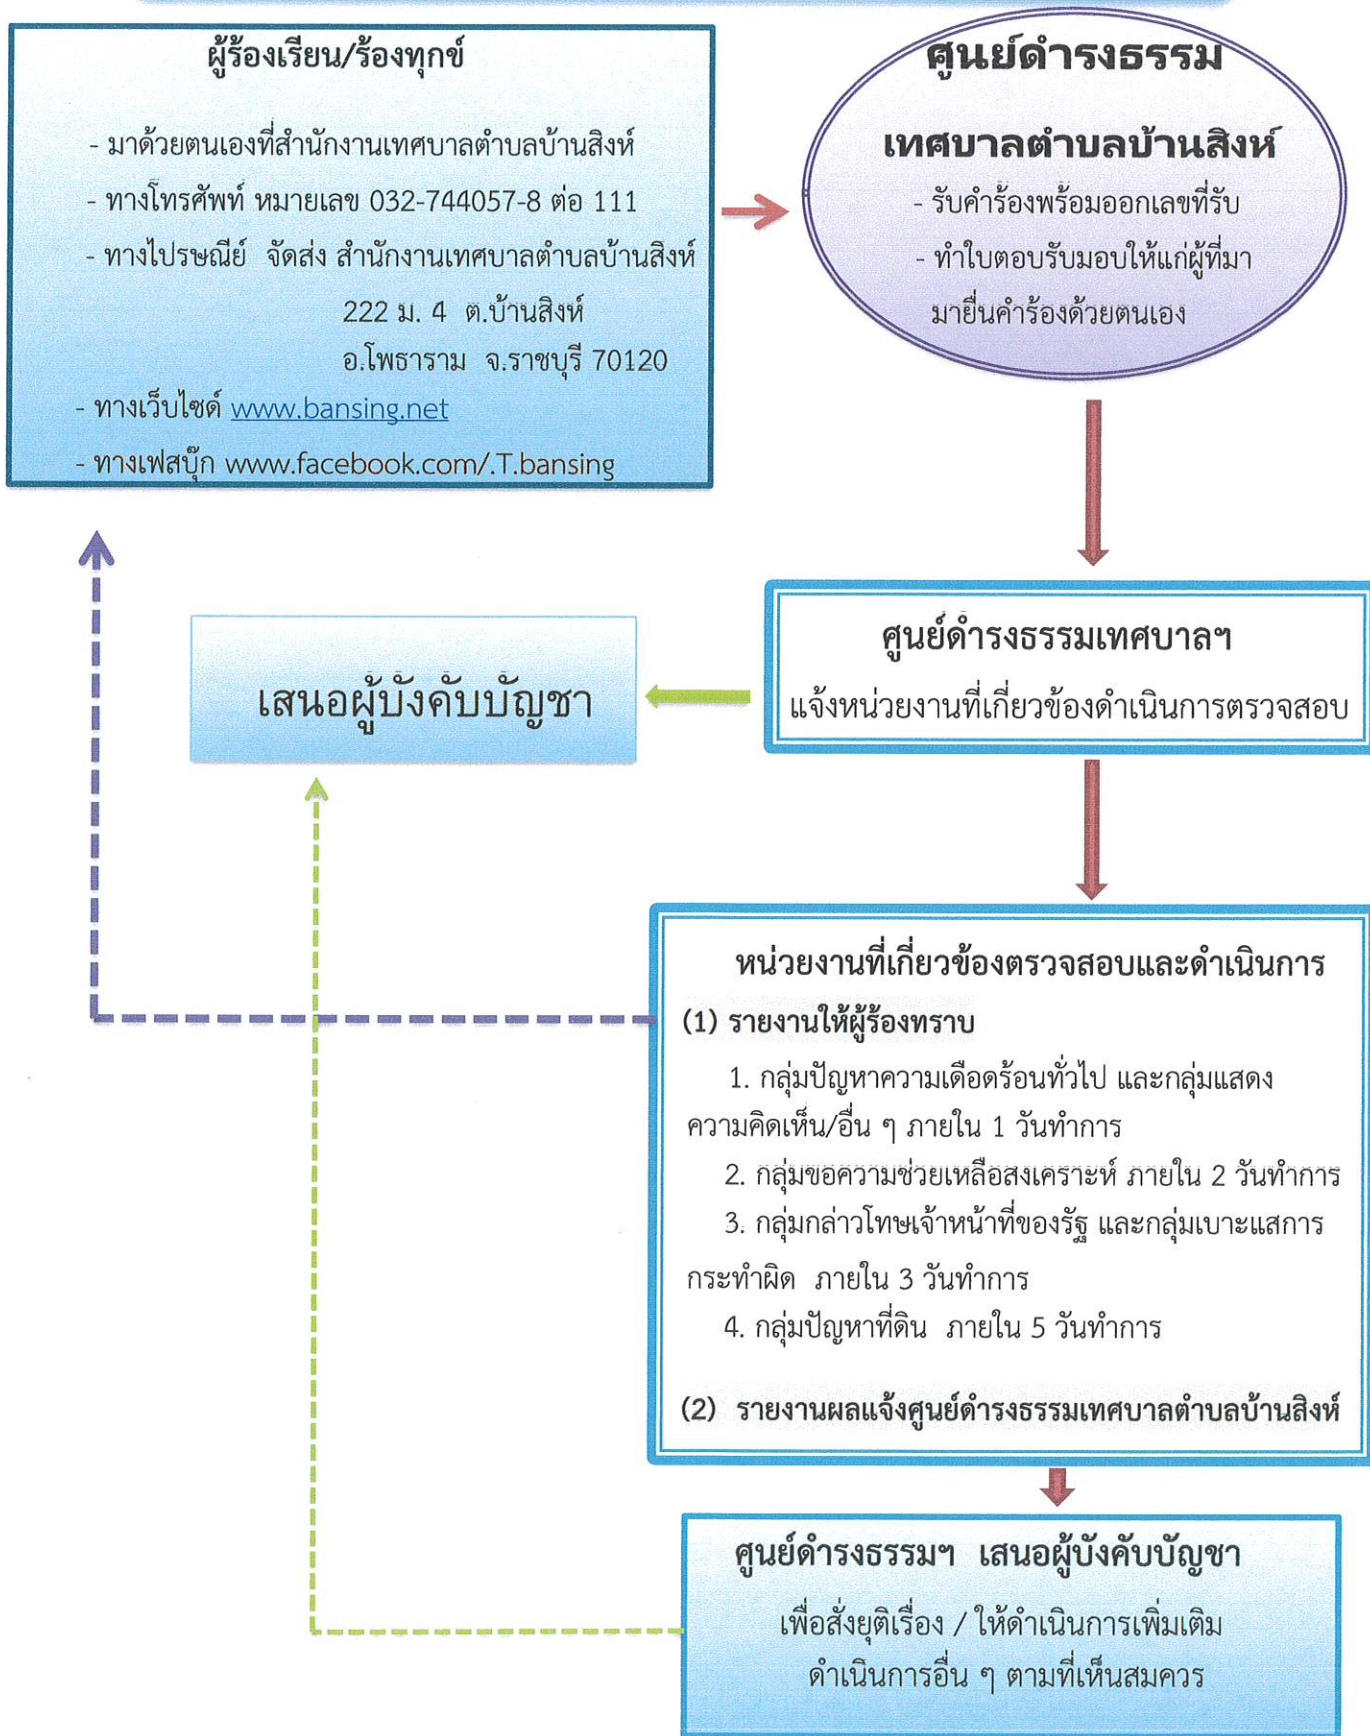 ผู้ร้องเรียน/ร้องทุกข์
- มาด้วยตนเองที่สำนักงานเทศบาลตำบลบ้านสิงห์
- ทางโทรศัพท์ หมายเลข 032-744057-8 ต่อ 111
- ทางไปรษณีย์ จัดส่ง สำนักงานเทศบาลตำบลบ้านสิงห์
222 ม. 4 ต.บ้านสิงห์
อ.โพธาราม จ.ราชบุรี 70120
- ทางเว็บไซด์ www.bansing.net
- ทางเฟสบุ๊ก www.facebook.com/.T.bansing
ศูนย์ดำรงธรรม
เทศบาลตำบลบ้านสิงห์
- รับคำร้องพร้อมออกเลขที่รับ
- ทำใบตอบรับมอบให้แก่ผู้ที่มา
มายื่นคำร้องด้วยตนเอง
ศูนย์ดำรงธรรมเทศบาลฯ
แจ้งหน่วยงานที่เกี่ยวข้องดำเนินการตรวจสอบ
เสนอผู้บังคับบัญชา
หน่วยงานที่เกี่ยวข้องตรวจสอบและดำเนินการ
(1) รายงานให้ผู้ร้องทราบ
1. กลุ่มปัญหาความเดือดร้อนทั่วไป และกลุ่มแสดง
ความคิดเห็น/อื่น ๆ ภายใน 1 วันทำการ
2. กลุ่มขอความช่วยเหลือสงเคราะห์ ภายใน 2 วันทำการ
3. กลุ่มกล่าวโทษเจ้าหน้าที่ของรัฐ และกลุ่มเบาะแสการ
กระทำผิด ภายใน 3 วันทำการ
4. กลุ่มปัญหาที่ดิน ภายใน 5 วันทำการ
(2) รายงานผลแจ้งศูนย์ดำรงธรรมเทศบาลตำบลบ้านสิงห์
ศูนย์ดำรงธรรมฯ เสนอผู้บังคับบัญชา
เพื่อสั่งยุติเรื่อง / ให้ดำเนินการเพิ่มเติม
ดำเนินการอื่น ๆ ตามที่เห็นสมควร